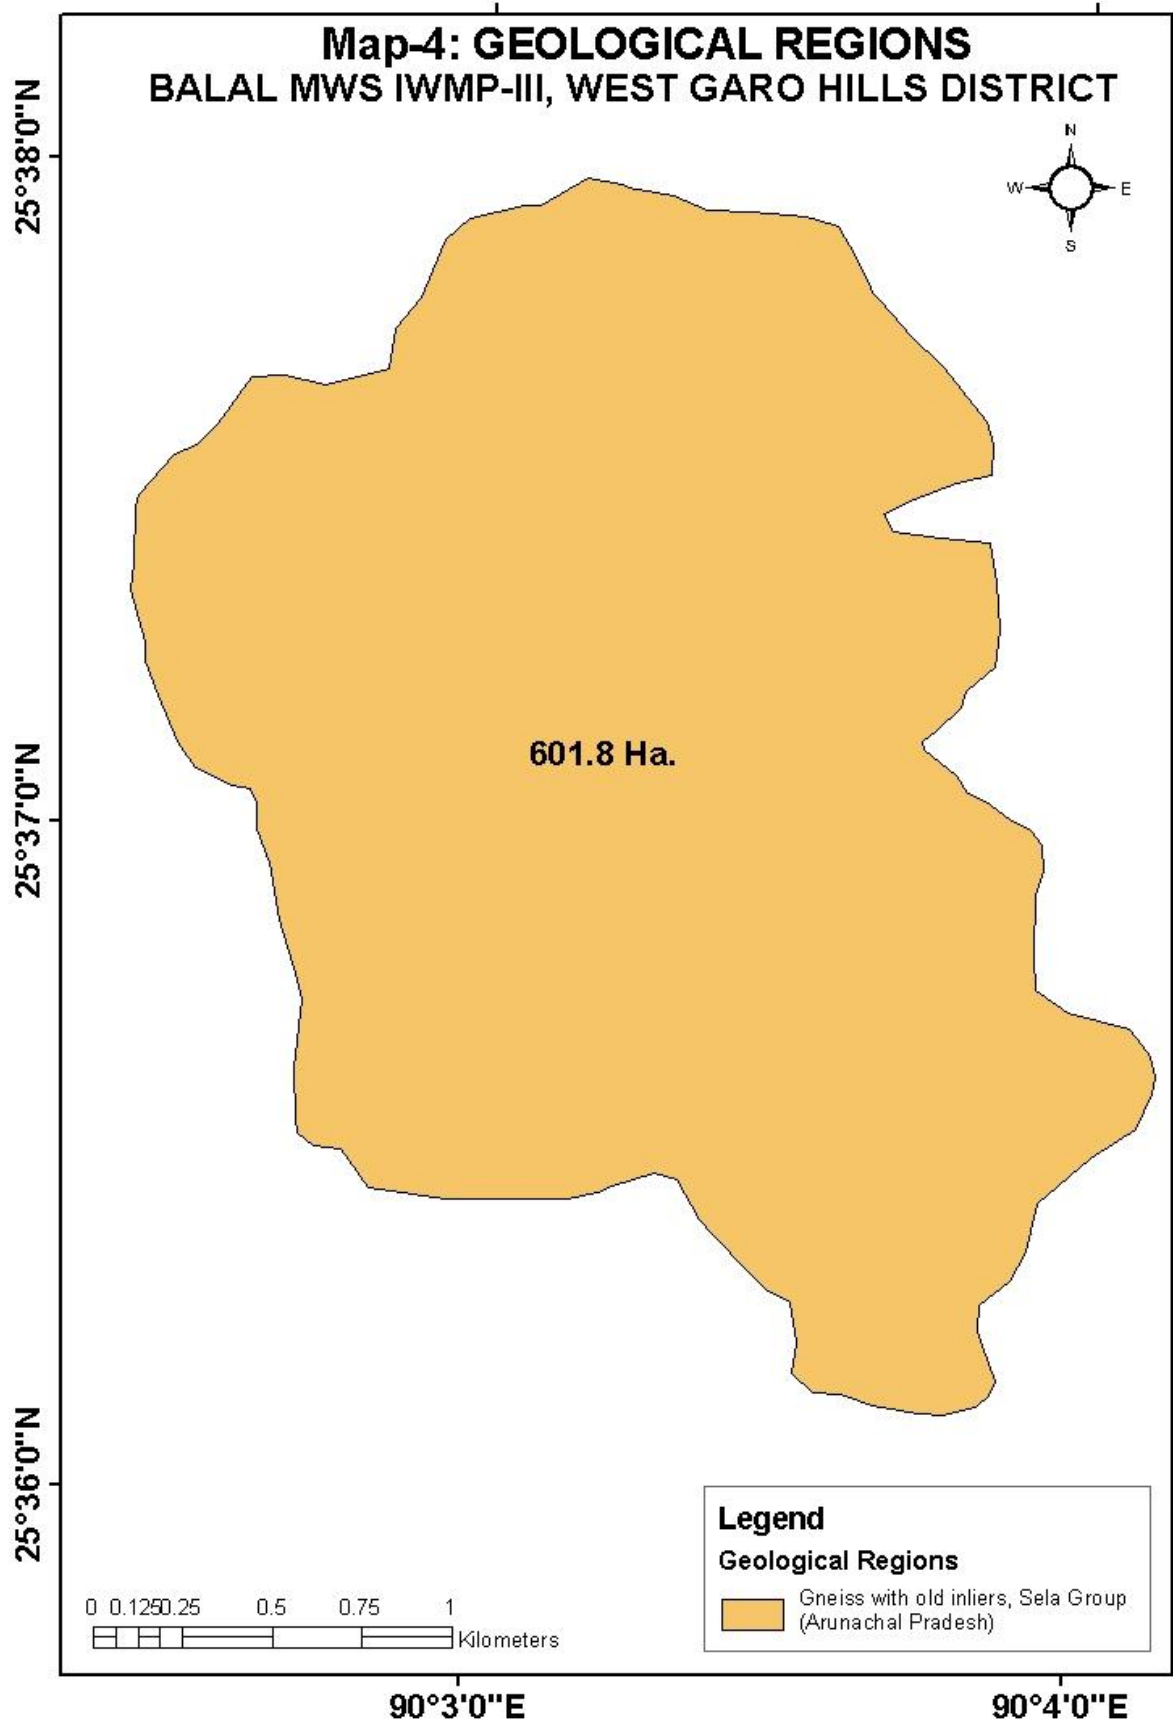 Map-4: GEOLOGICAL REGIONS
BALAL MWS IWMP-III, WEST GARO HILLS DISTRICT
N
W E
S
25°38'0"N
601.8 Ha.
25°37'0"N
25°36'0"N
Legend
Geological Regions
Gneiss with old inliers, Sela Group
(Arunachal Pradesh)
0 0.125 0.25 0.5 0.75 1
Kilometers
90°3'0"E 90°4'0"E